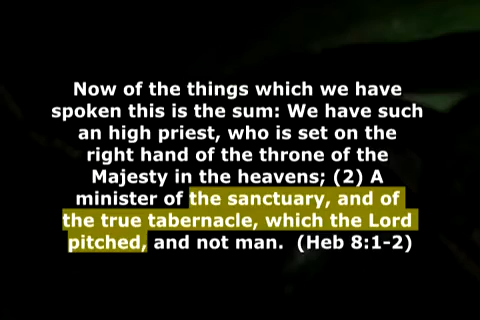 Now of the things which we have
spoken this is the sum: We have such
an high priest, who is set on the
right hand of the throne of the
Majesty in the heavens; (2) A
minister of the sanctuary, and of
the true tabernacle, which the Lord
pitched, and not man.  (Heb 8:1-2)